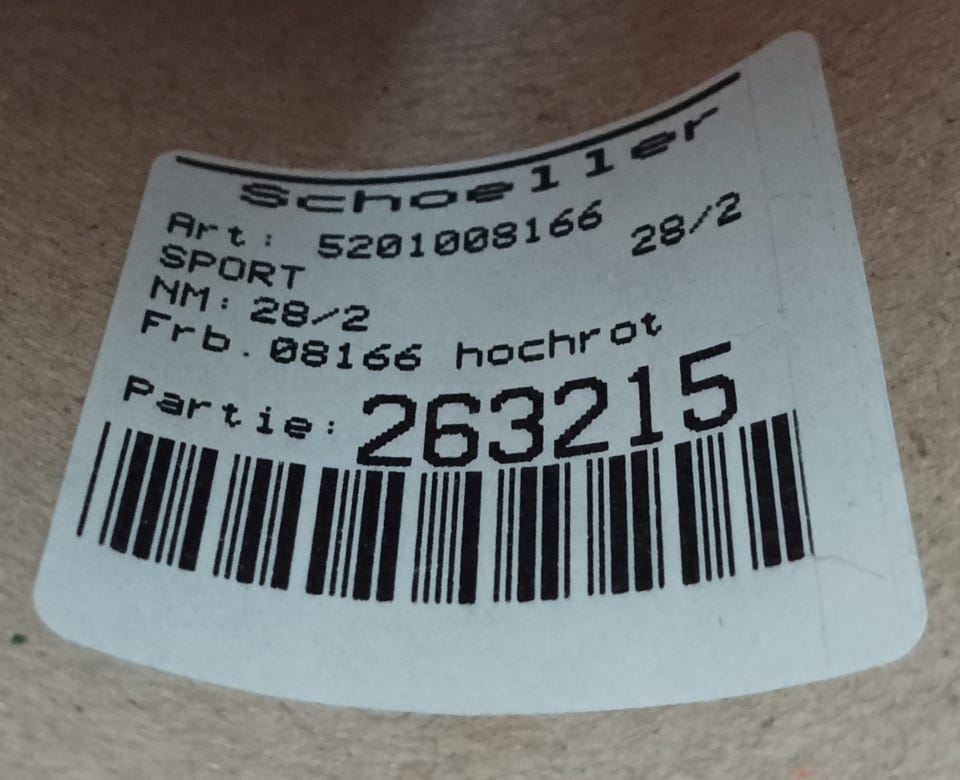 Schoeller
Art: 5201008166 28/2
SPORT
NM: 28/2
Frb.08166 hochrot
Partie: 263215